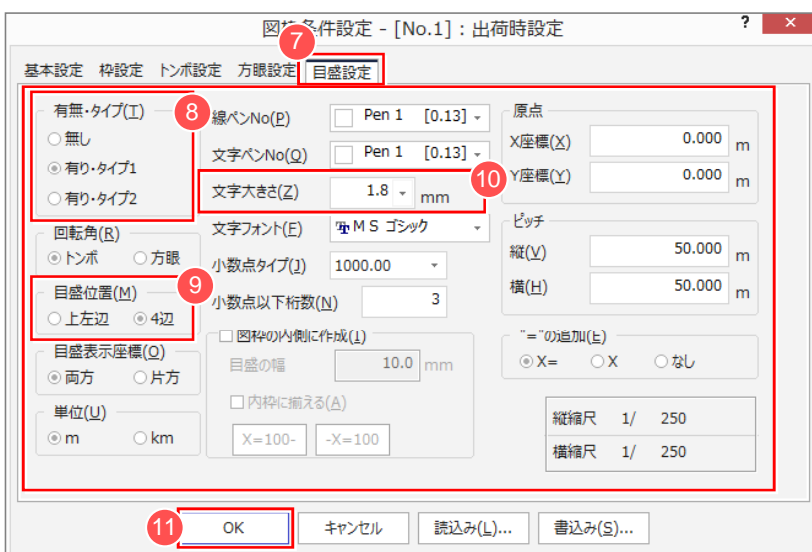 図枠条件設定 - [No.1] : 出荷時設定 ? ×
7
基本設定 枠設定 トンボ設定 方眼設定 目盛設定
有無・タイプ(T) 8
無し
有り・タイプ1
有り・タイプ2
回転角(R)
トンボ 方眼
目盛位置(M) 9
上左辺 4辺
目盛表示座標(O)
両方 片方
単位(U)
m km
線ペンNo(P) Pen 1 [0.13]
文字ペンNo(Q) Pen 1 [0.13]
10
文字大きさ(Z) 1.8 mm
文字フォント(F) MS ゴシック
小数点タイプ(J) 1000.00
小数点以下桁数(N) 3
図枠の内側に作成(I)
目盛の幅 10.0 mm
内枠に揃える(A)
X=100- -X=100
原点
X座標(X) 0.000 m
Y座標(Y) 0.000 m
ピッチ
縦(V) 50.000 m
横(H) 50.000 m
"="の追加(E)
X= X なし
縦縮尺 1/ 250
横縮尺 1/ 250
11 OK キャンセル 読込み(L)... 書込み(S)...